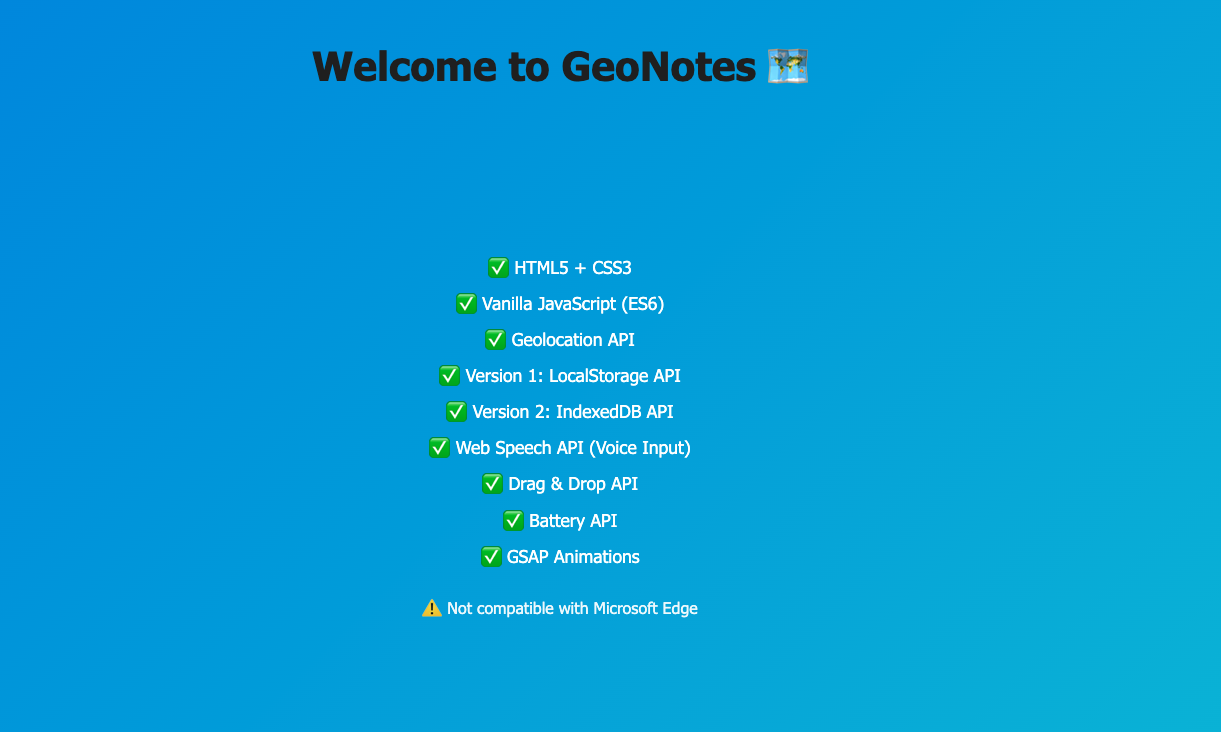 Welcome to GeoNotes 🗺️
✅ HTML5 + CSS3
✅ Vanilla JavaScript (ES6)
✅ Geolocation API
✅ Version 1: LocalStorage API
✅ Version 2: IndexedDB API
✅ Web Speech API (Voice Input)
✅ Drag & Drop API
✅ Battery API
✅ GSAP Animations
⚠️ Not compatible with Microsoft Edge